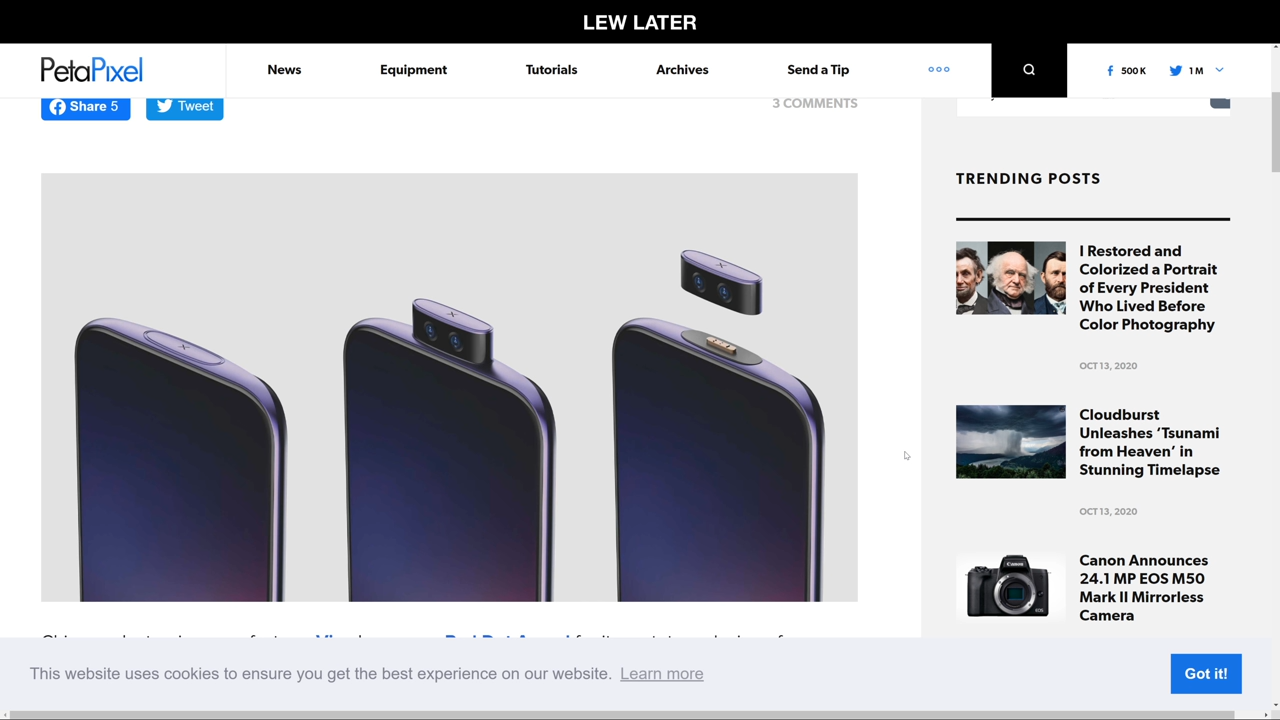 LEW LATER
PetaPixel
News
Equipment
Tutorials
Archives
Send a Tip
500 K
1 M
Share 5
Tweet
3 COMMENTS
TRENDING POSTS
I Restored and
Colorized a Portrait
of Every President
Who Lived Before
Color Photography
OCT 13, 2020
Cloudburst
Unleashes ‘Tsunami
from Heaven’ in
Stunning Timelapse
OCT 13, 2020
Canon Announces
24.1 MP EOS M50
Mark II Mirrorless
Camera
This website uses cookies to ensure you get the best experience on our website. Learn more
Got it!